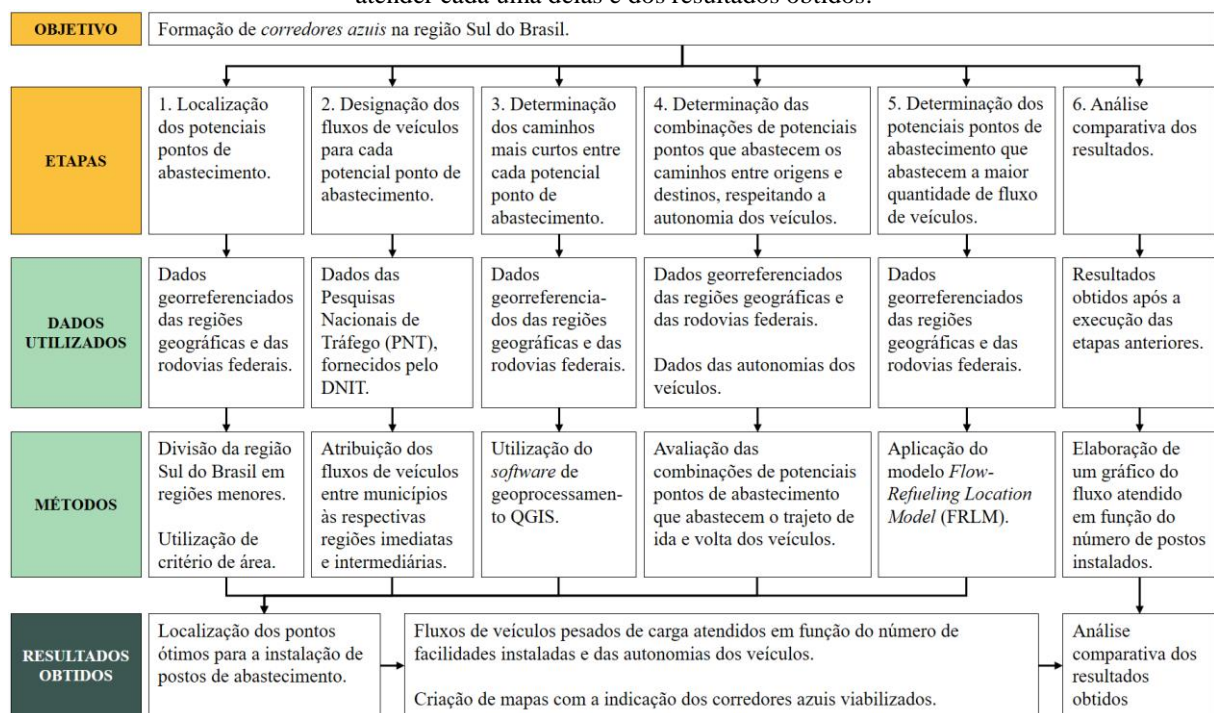 atender cada uma delas e dos resultados obtidos.
OBJETIVO
Formação de corredores azuis na região Sul do Brasil.
ETAPAS
1. Localização
dos potenciais
pontos de
abastecimento.
2. Designação dos
fluxos de veículos
para cada
potencial ponto de
abastecimento.
3. Determinação
dos caminhos
mais curtos entre
cada potencial
ponto de
abastecimento.
4. Determinação das
combinações de potenciais
pontos que abastecem os
caminhos entre origens e
destinos, respeitando a
autonomia dos veículos.
5. Determinação dos
potenciais pontos de
abastecimento que
abastecem a maior
quantidade de fluxo
de veículos.
6. Análise
comparativa dos
resultados.
DADOS
UTILIZADOS
Dados
georreferenciados
das regiões
geográficas e das
rodovias federais.
Dados das
Pesquisas
Nacionais de
Tráfego (PNT),
fornecidos pelo
DNIT.
Dados
georreferencia-
dos das regiões
geográficas e das
rodovias federais.
Dados georreferenciados
das regiões geográficas e
das rodovias federais.
Dados das autonomias dos
veículos.
Dados
georreferenciados
das regiões
geográficas e das
rodovias federais.
Resultados
obtidos após a
execução das
etapas anteriores.
MÉTODOS
Divisão da região
Sul do Brasil em
regiões menores.
Utilização de
critério de área.
Atribuição dos
fluxos de veículos
entre municípios
às respectivas
regiões imediatas
e intermediárias.
Utilização do
software de
geoprocessamen-
to QGIS.
Avaliação das
combinações de potenciais
pontos de abastecimento
que abastecem o trajeto de
ida e volta dos veículos.
Aplicação do
modelo Flow-
Refueling Location
Model (FRLM).
Elaboração de
um gráfico do
fluxo atendido
em função do
número de postos
instalados.
RESULTADOS
OBTIDOS
Localização dos pontos
ótimos para a instalação de
postos de abastecimento.
Fluxos de veículos pesados de carga atendidos em função do número de
facilidades instaladas e das autonomias dos veículos.
Criação de mapas com a indicação dos corredores azuis viabilizados.
Análise
comparativa dos
resultados
obtidos